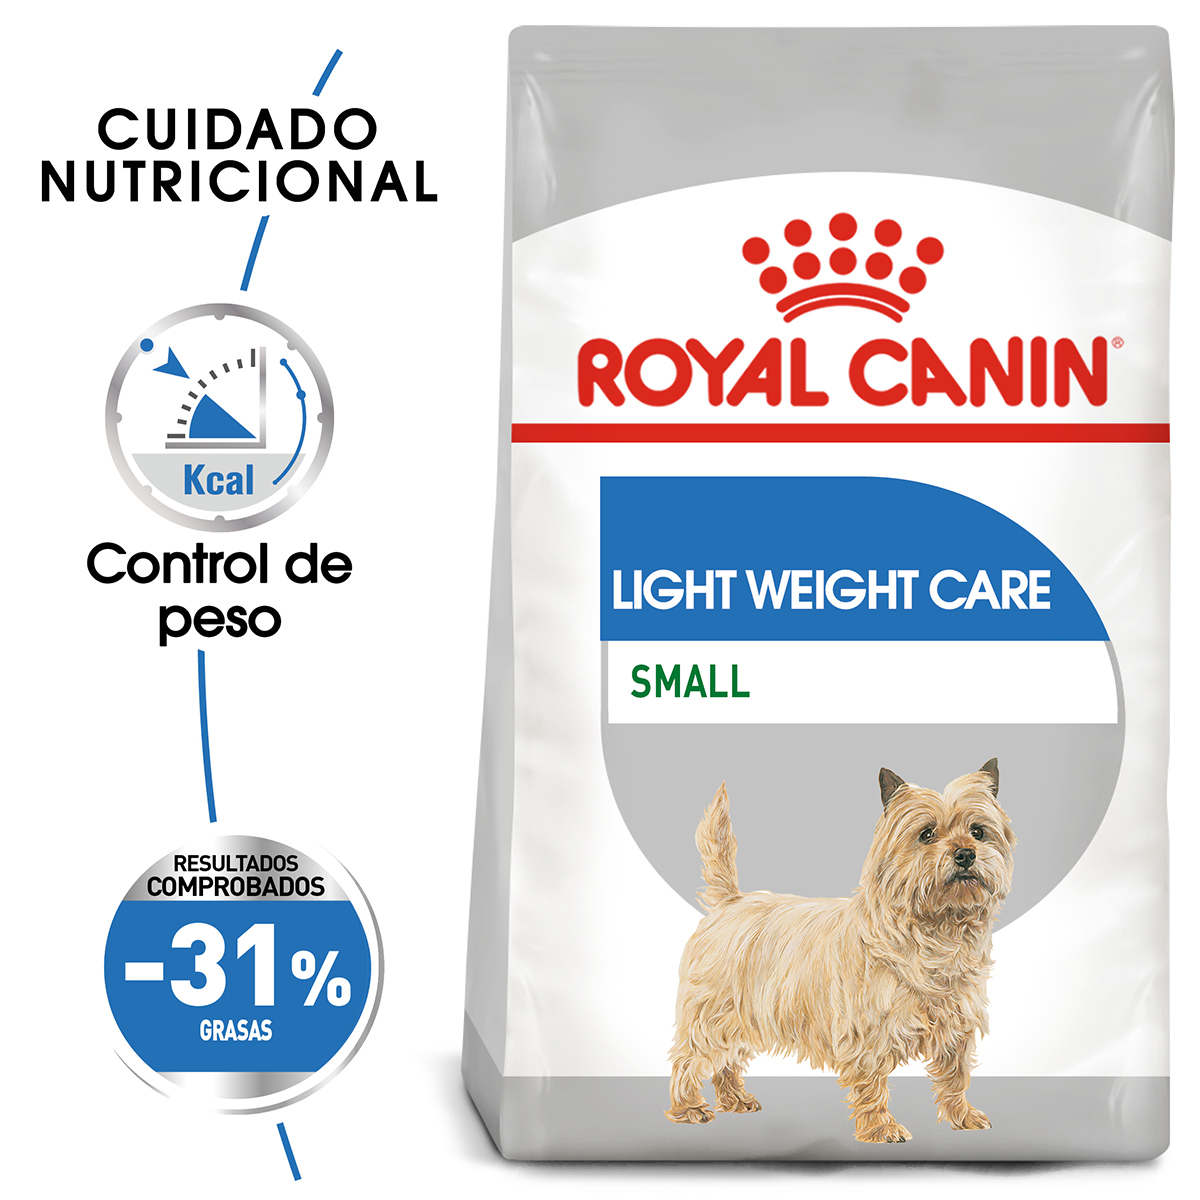 CUIDADO
NUTRICIONAL
Kcal
Control de
peso
RESULTADOS
COMPROBADOS
-31%
GRASAS
ROYAL CANIN®
LIGHT WEIGHT CARE
SMALL